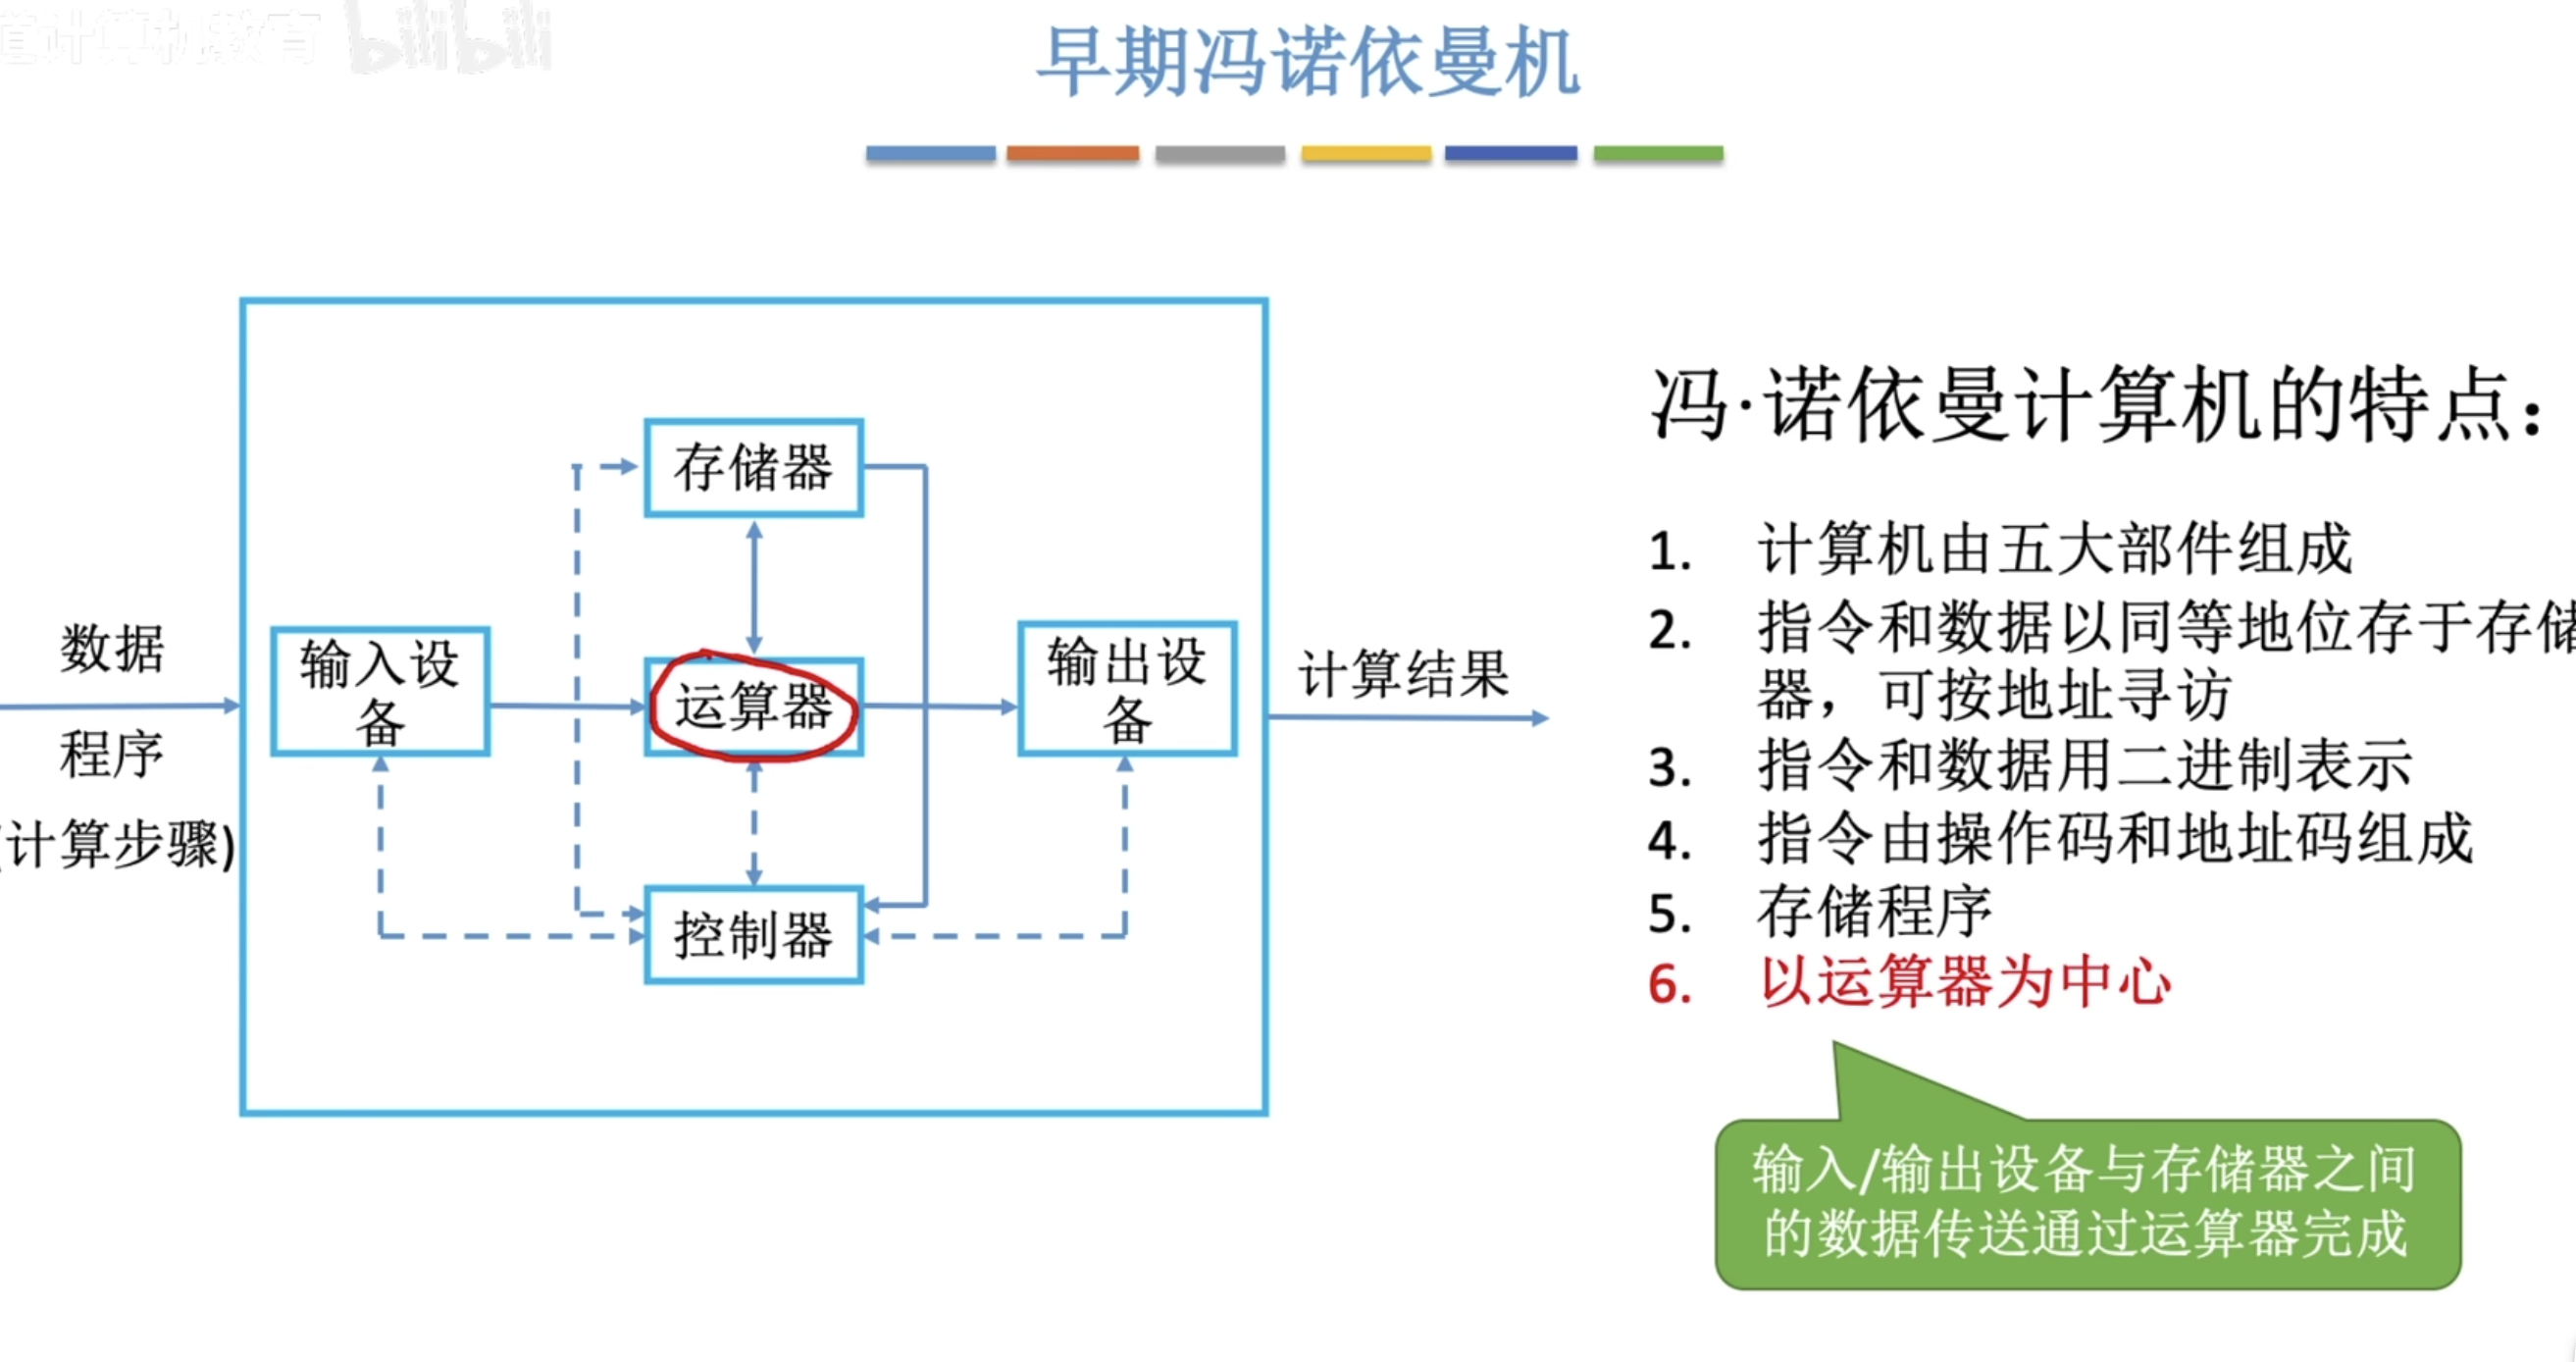 道计算机教育 bilibili
早期冯诺依曼机
冯·诺依曼计算机的特点：
存储器
数据
输入设
备
运算器
输出设
备
计算结果
程序
(计算步骤)
控制器
1. 计算机由五大部件组成
2. 指令和数据以同等地位存于存储
器，可按地址寻访
3. 指令和数据用二进制表示
4. 指令由操作码和地址码组成
5. 存储程序
6. 以运算器为中心
输入/输出设备与存储器之间
的数据传送通过运算器完成